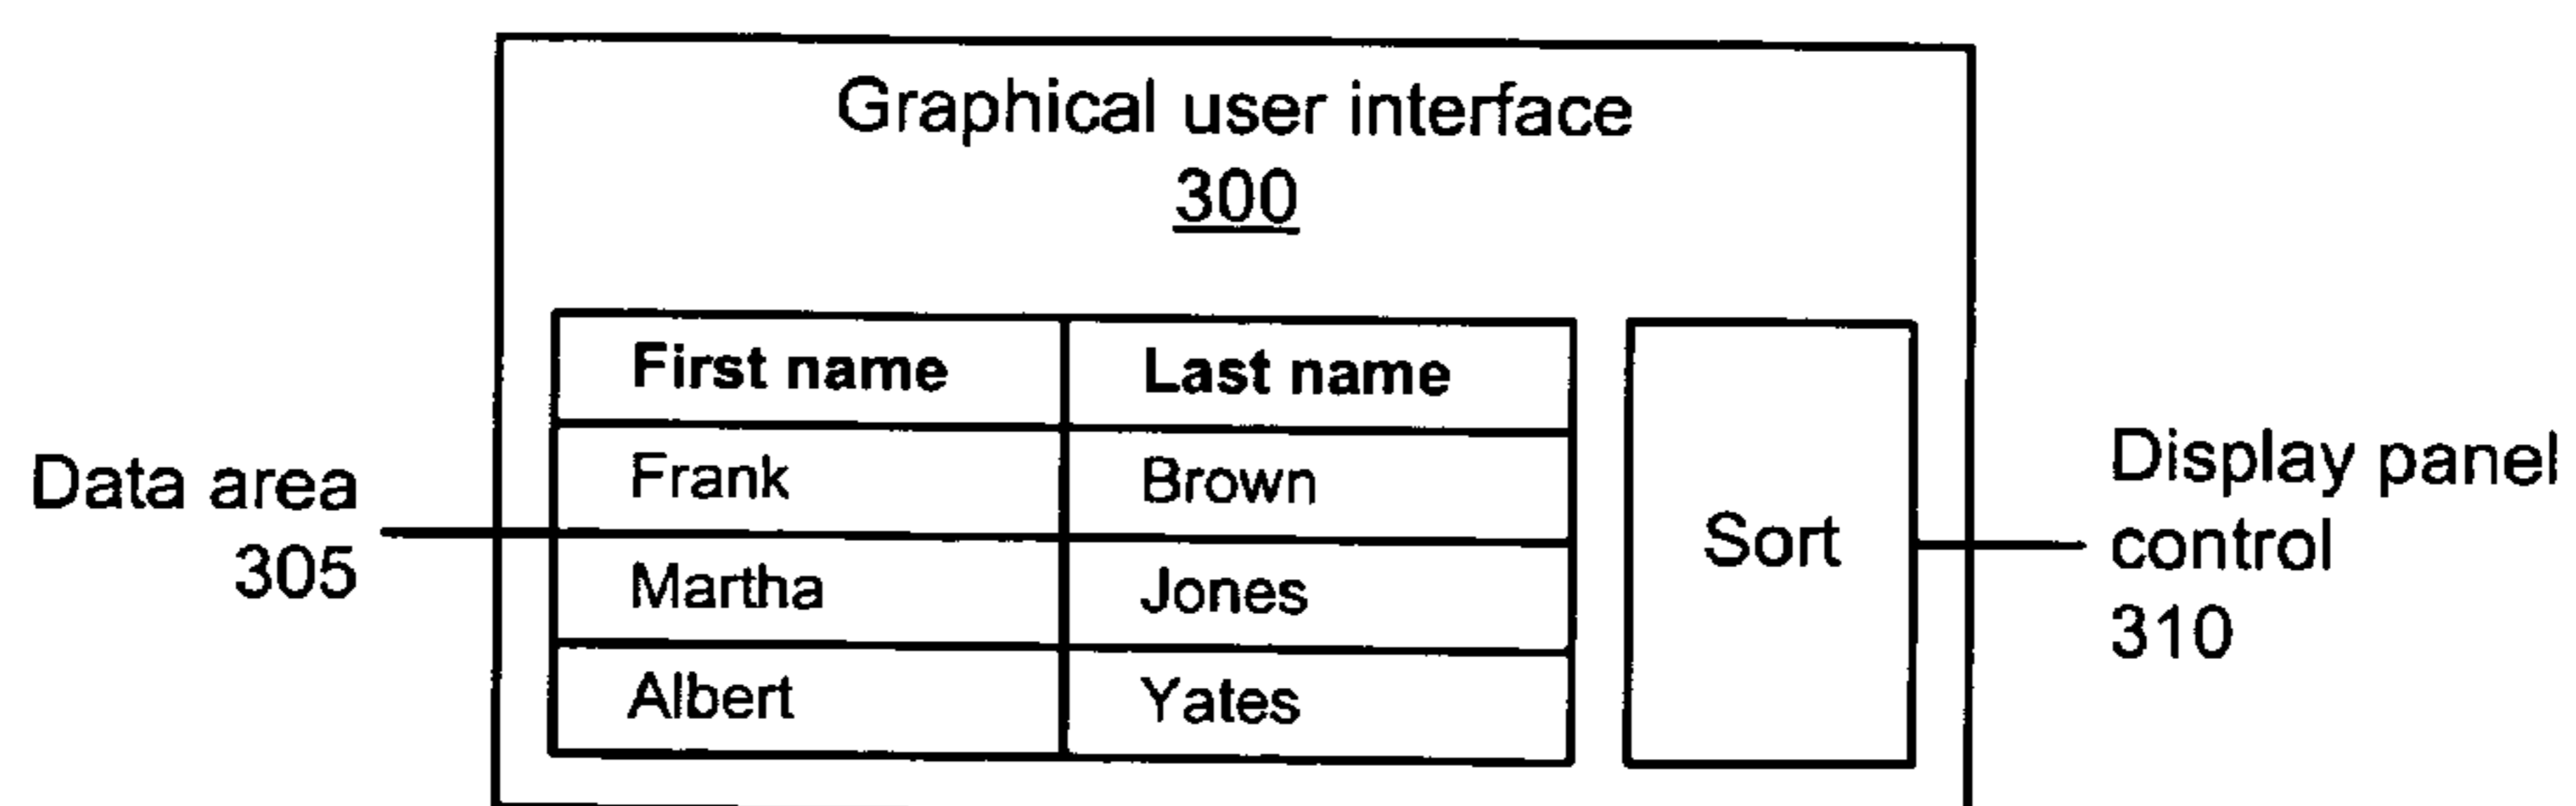 Graphical user interface
300
First name Last name
Frank Brown
Martha Jones
Albert Yates
Sort
Data area
305
Display panel
control
310